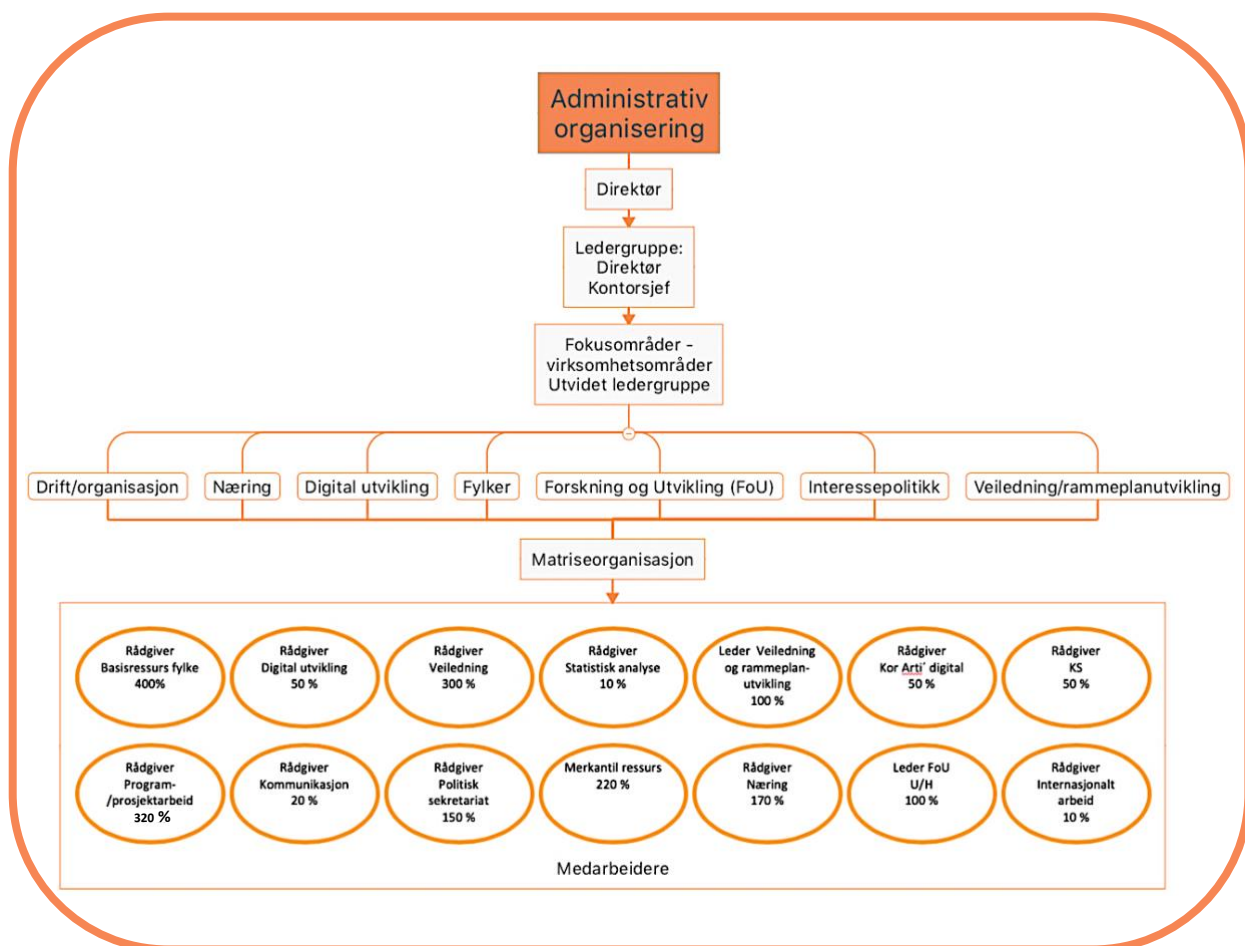 Administrativ
organisering
Direktør
Ledergruppe:
Direktør
Kontorsjef
Fokusområder -
virksomhetsområder
Utvidet ledergruppe
Drift/organisasjon
Næring
Digital utvikling
Fylker
Forskning og Utvikling (FoU)
Interessepolitikk
Veiledning/rammeplanutvikling
Matriseorganisasjon
Rådgiver
Basisressurs fylke
400%
Rådgiver
Digital utvikling
50 %
Rådgiver
Veiledning
300 %
Rådgiver
Statistisk analyse
10 %
Leder Veiledning
og rammeplan-
utvikling
100 %
Rådgiver
Kor Arti' digital
50 %
Rådgiver
KS
50 %
Rådgiver
Program-
/prosjektarbeid
320 %
Rådgiver
Kommunikasjon
20 %
Rådgiver
Politisk
sekretariat
150 %
Merkantil ressurs
220 %
Rådgiver
Næring
170 %
Leder FoU
U/H
100 %
Rådgiver
Internasjonalt
arbeid
10 %
Medarbeidere